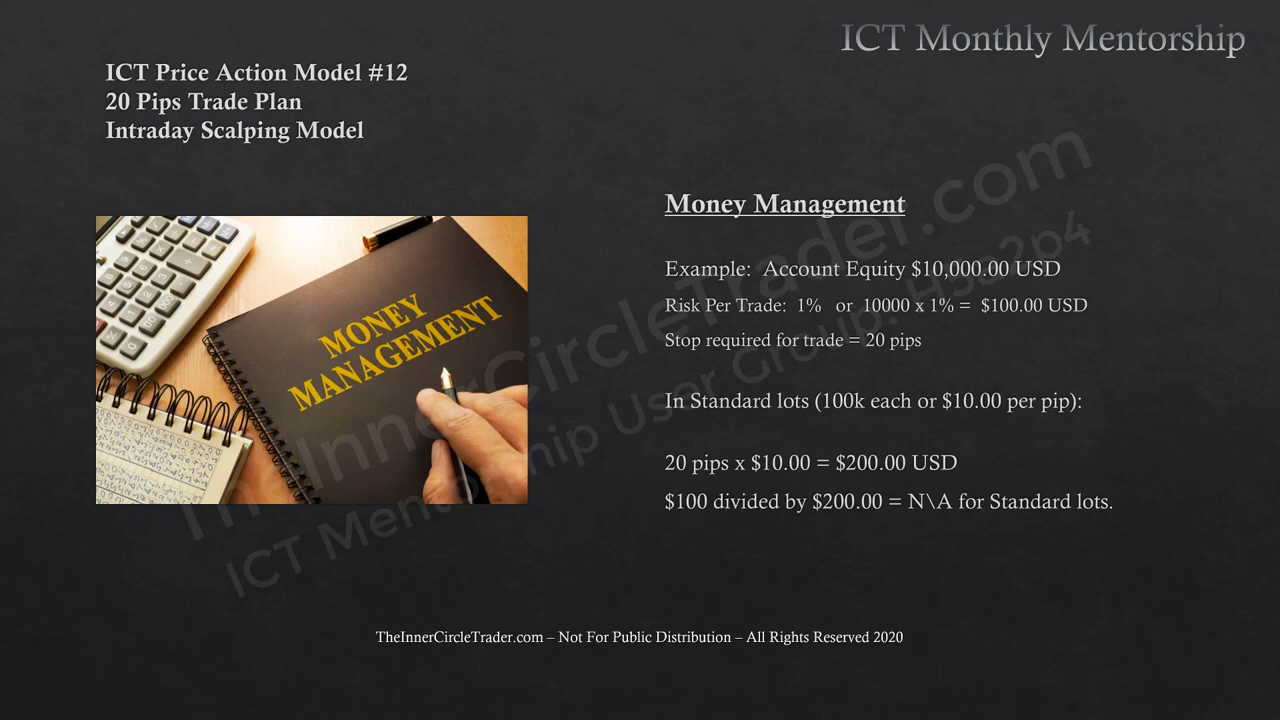 ICT Monthly Mentorship
ICT Price Action Model #12
20 Pips Trade Plan
Intraday Scalping Model
MONEY
MANAGEMENT
Money Management
Example:  Account Equity $10,000.00 USD
Risk Per Trade:  1%   or  10000 x 1% =  $100.00 USD
Stop required for trade = 20 pips
In Standard lots (100k each or $10.00 per pip):
20 pips x $10.00 = $200.00 USD
$100 divided by $200.00 = N\A for Standard lots.
TheInnerCircleTrader.com
TheInnerCircleTrader.com – Not For Public Distribution – All Rights Reserved 2020